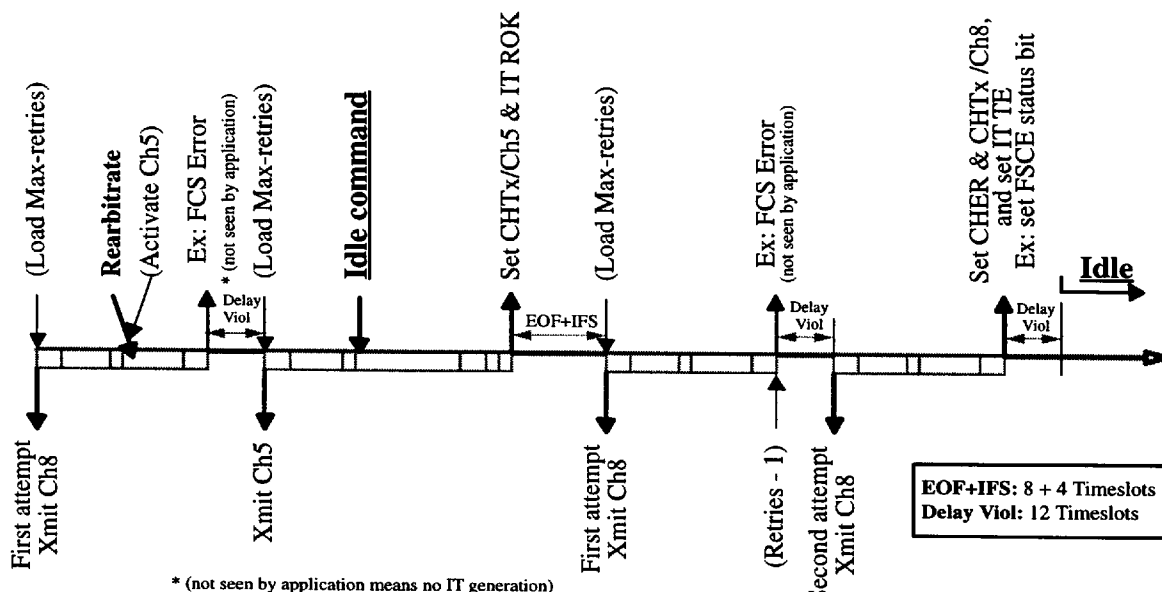 (Load Max-retries)
Rearbitrate
(Activate Ch5)
Ex: FCS Error
* (not seen by application)
(Load Max-retries)
Idle command
Set CHTx/Ch5 & IT ROK
(Load Max-retries)
Ex: FCS Error
(not seen by application)
Set CHER & CHTx /Ch8,
and set IT TE
Ex: set FSCE status bit
Idle
Delay
Viol
EOF+IFS
Delay
Viol
Delay
Viol
First attempt
Xmit Ch8
Xmit Ch5
First attempt
Xmit Ch8
(Retries - 1)
Second attempt
Xmit Ch8
EOF+IFS: 8 + 4 Timeslots
Delay Viol: 12 Timeslots
* (not seen by application means no IT generation)